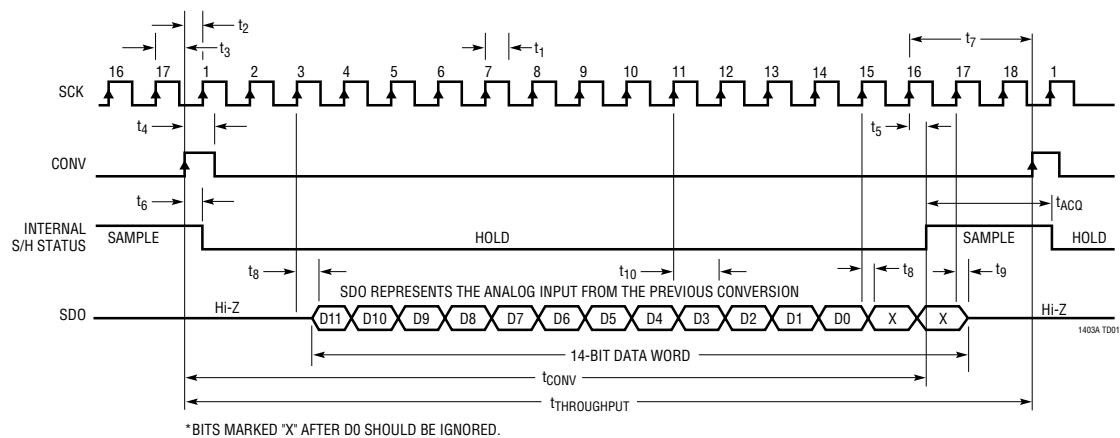 t2
t3
t1
t7
16 17 1 2 3 4 5 6 7 8 9 10 11 12 13 14 15 16 17 18 1
SCK
t4
t5
CONV
t6
tACQ
INTERNAL
S/H STATUS
SAMPLE HOLD SAMPLE HOLD
t8
t10
t8
t9
SDO REPRESENTS THE ANALOG INPUT FROM THE PREVIOUS CONVERSION
Hi-Z
Hi-Z
SDO
D11 D10 D9 D8 D7 D6 D5 D4 D3 D2 D1 D0 X X
1403A TD01
14-BIT DATA WORD
tCONV
tTHROUGHPUT
*BITS MARKED "X" AFTER D0 SHOULD BE IGNORED.